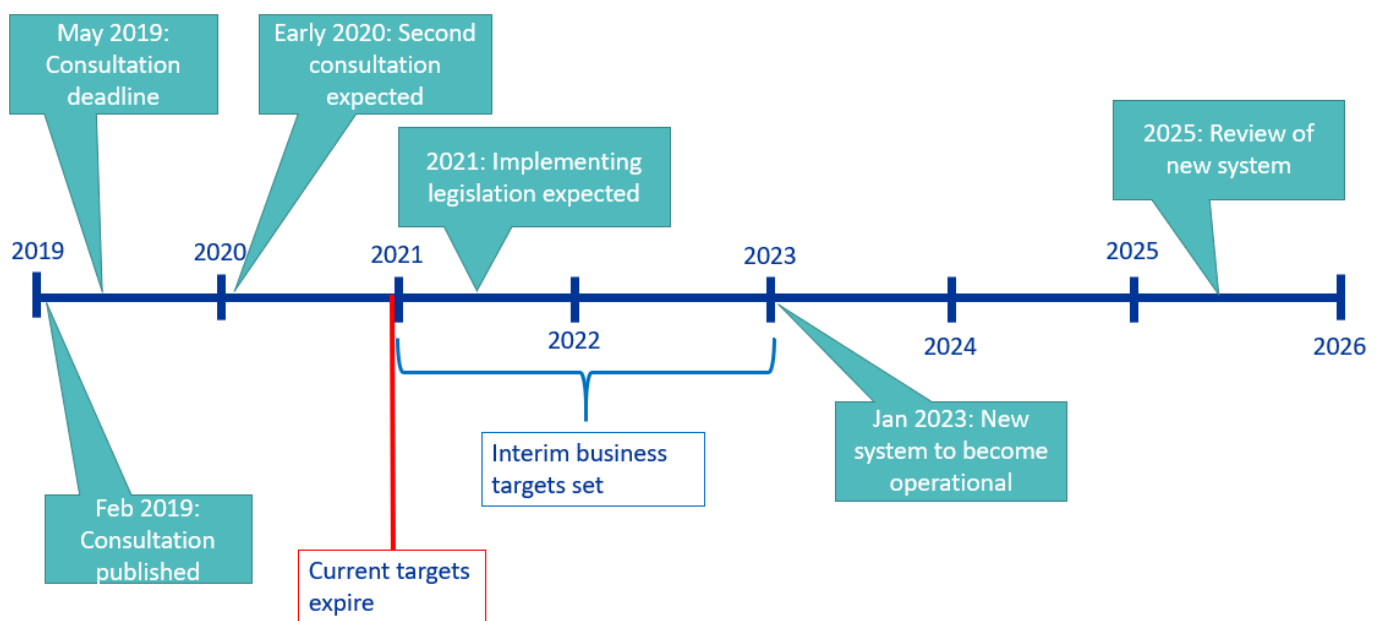 May 2019:
Consultation
deadline
Early 2020: Second
consultation
expected
2021: Implementing
legislation expected
2025: Review of
new system
2019
2020
2021
2023
2025
2022
2024
2026
Interim business
targets set
Jan 2023: New
system to become
operational
Feb 2019:
Consultation
published
Current targets
expire